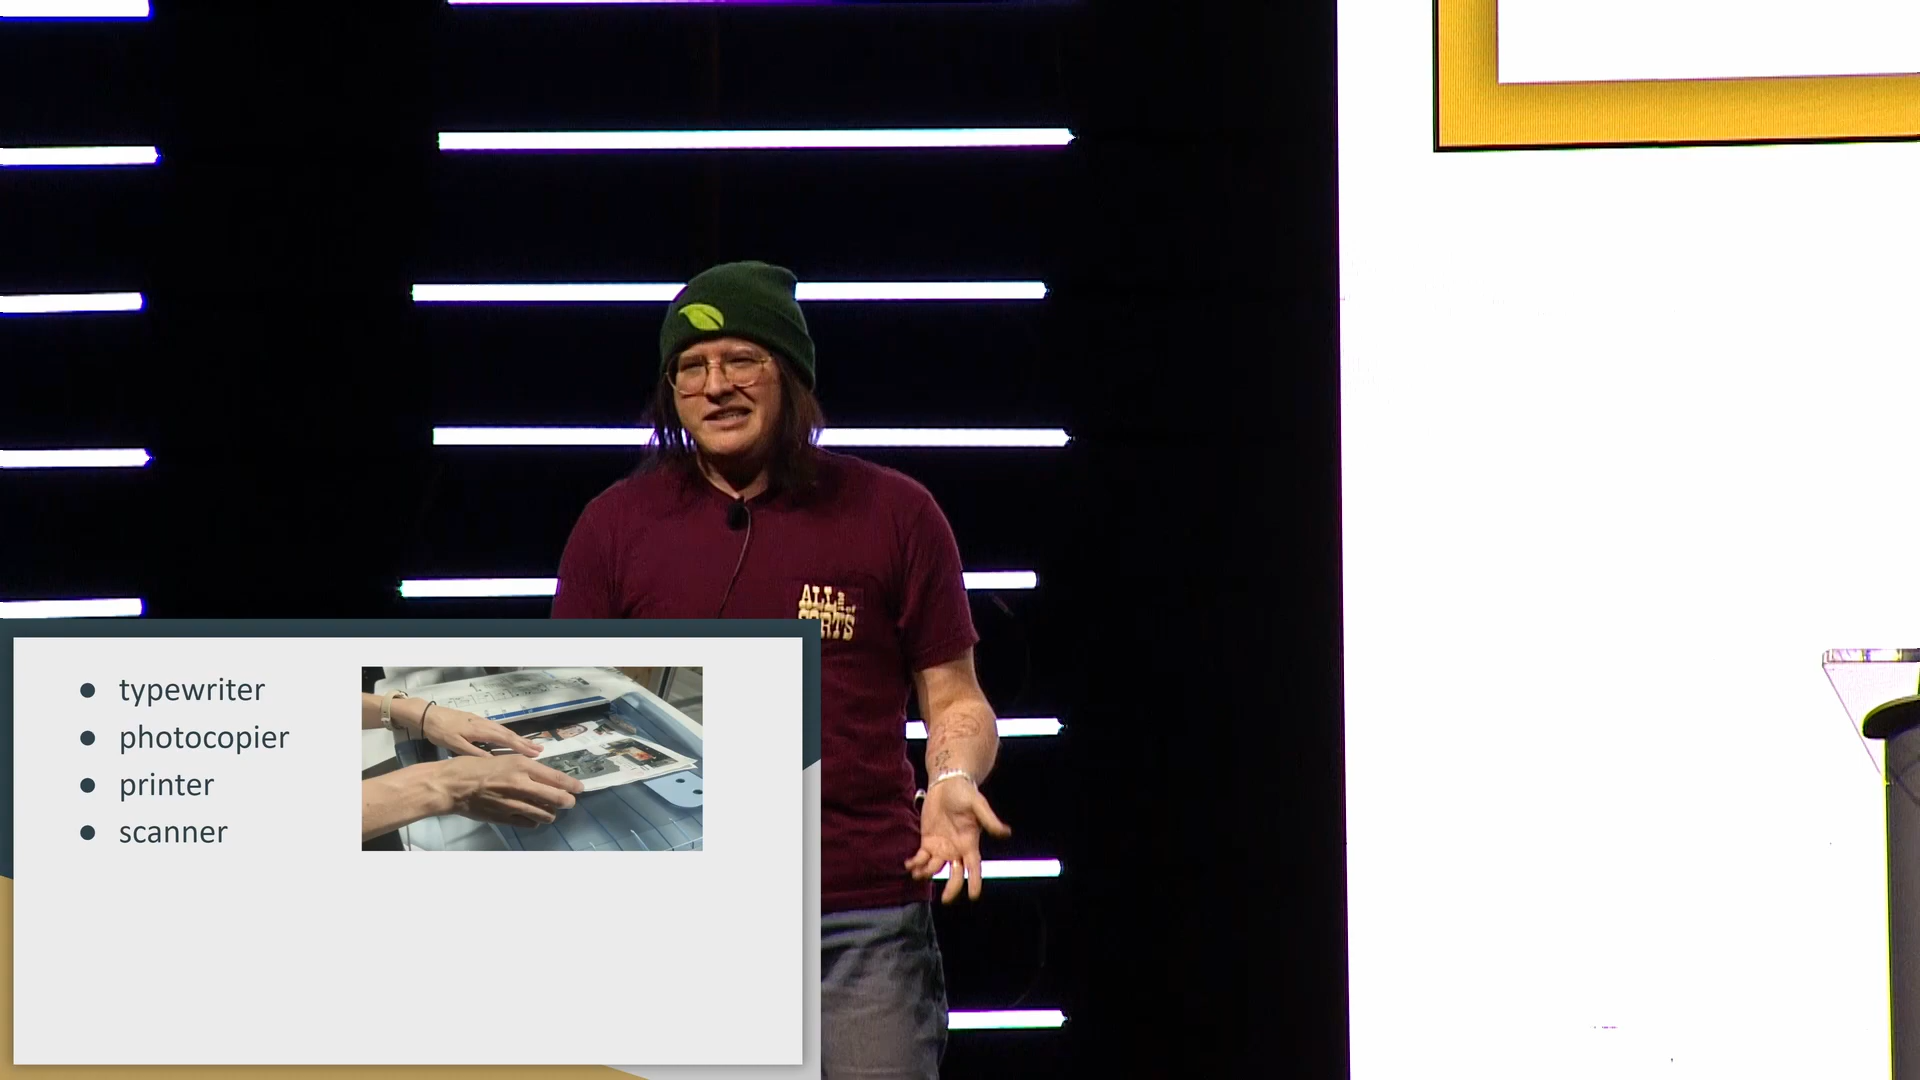 ALL
SORTS
typewriter
photocopier
printer
scanner